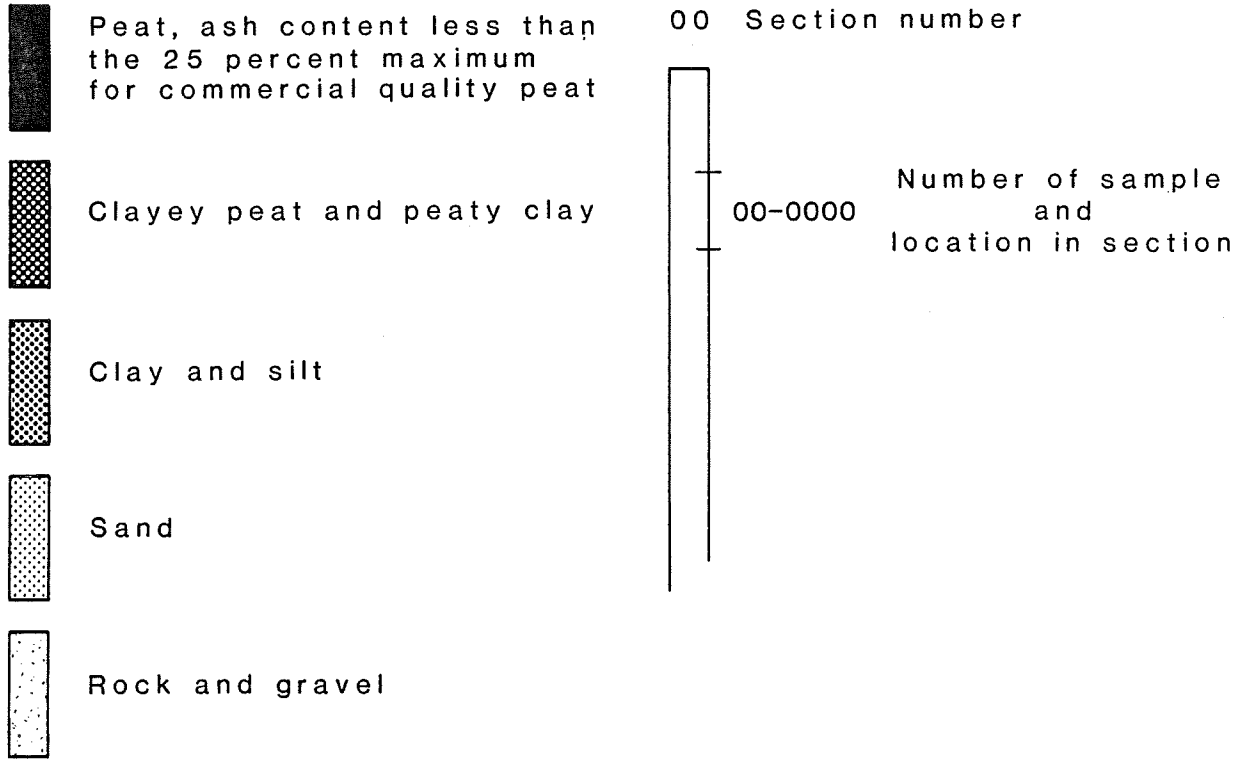 Peat, ash content less than
the 25 percent maximum
for commercial quality peat
Clayey peat and peaty clay
Clay and silt
Sand
Rock and gravel
00 Section number
00-0000
Number of sample
and
location in section